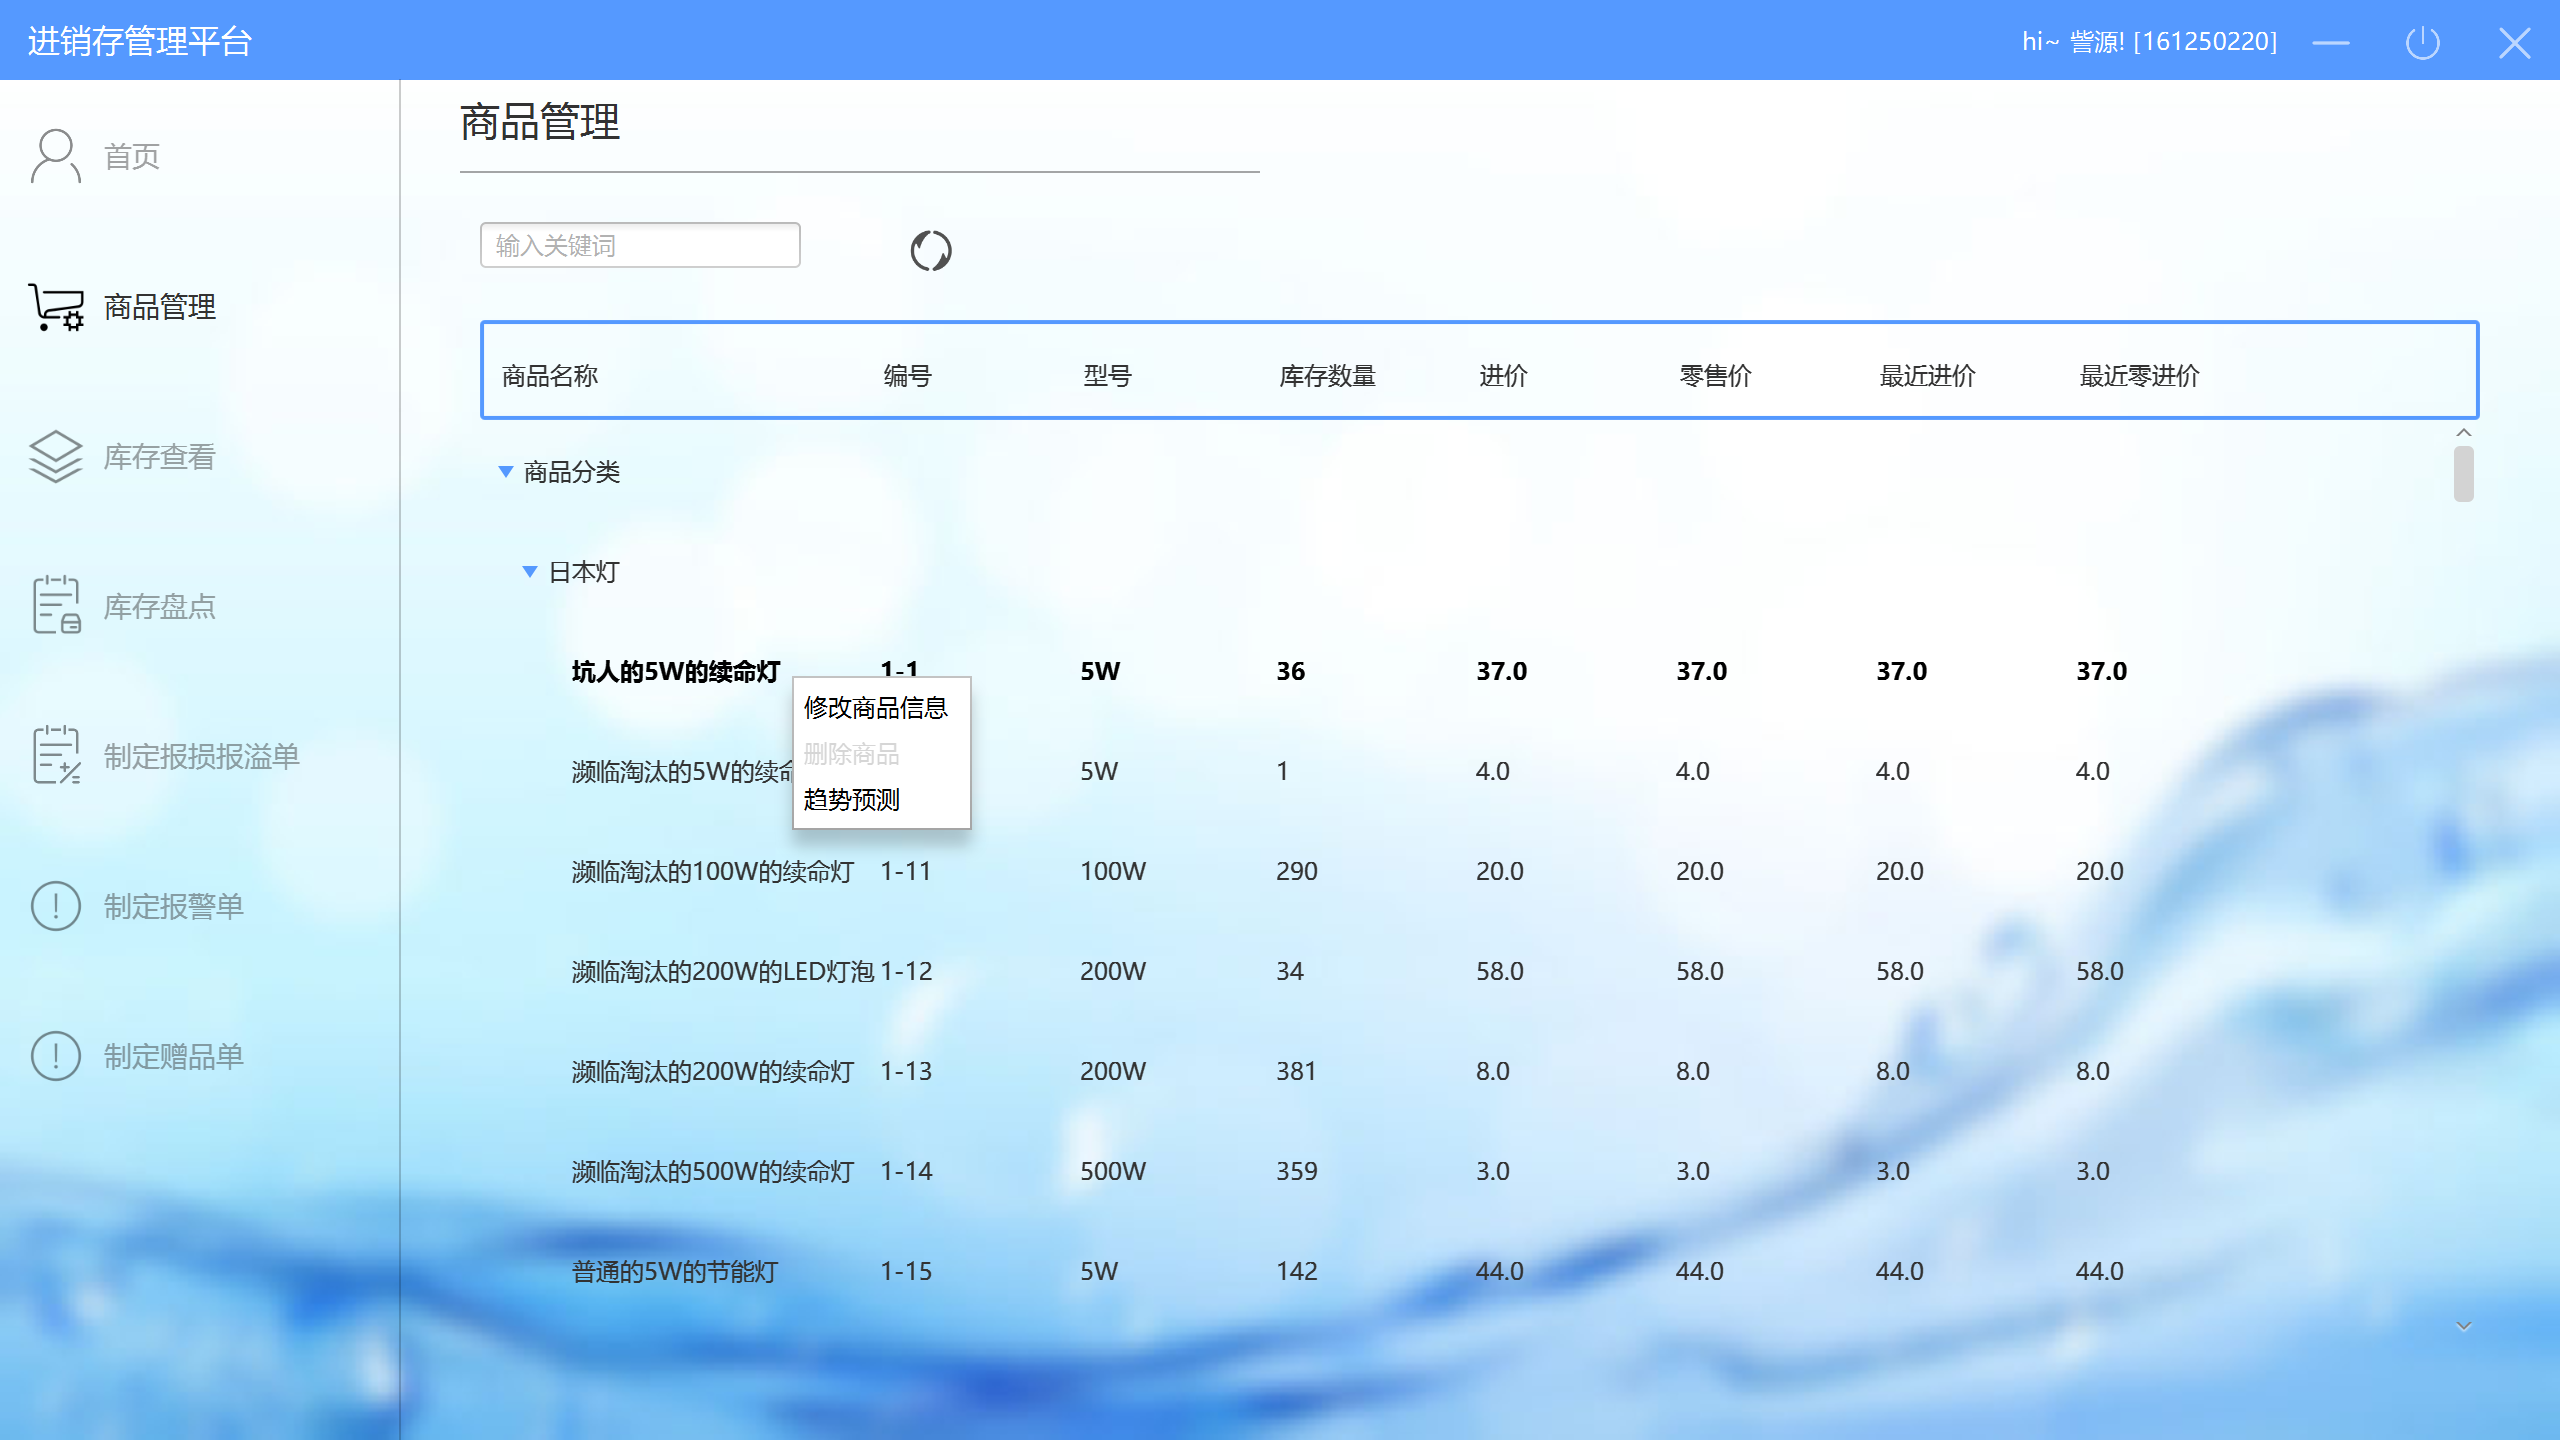 进销存管理平台
hi~ 訾源! [161250220]
首页
商品管理
库存查看
库存盘点
制定报损报溢单
制定报警单
制定赠品单
商品管理
输入关键词
商品名称 编号 型号 库存数量 进价 零售价 最近进价 最近零进价
商品分类
日本灯
坑人的5W的续命灯 1-1 5W 36 37.0 37.0 37.0 37.0
修改商品信息
删除商品
趋势预测
濒临淘汰的5W的续命 5W 1 4.0 4.0 4.0 4.0
濒临淘汰的100W的续命灯 1-11 100W 290 20.0 20.0 20.0 20.0
濒临淘汰的200W的LED灯泡 1-12 200W 34 58.0 58.0 58.0 58.0
濒临淘汰的200W的续命灯 1-13 200W 381 8.0 8.0 8.0 8.0
濒临淘汰的500W的续命灯 1-14 500W 359 3.0 3.0 3.0 3.0
普通的5W的节能灯 1-15 5W 142 44.0 44.0 44.0 44.0